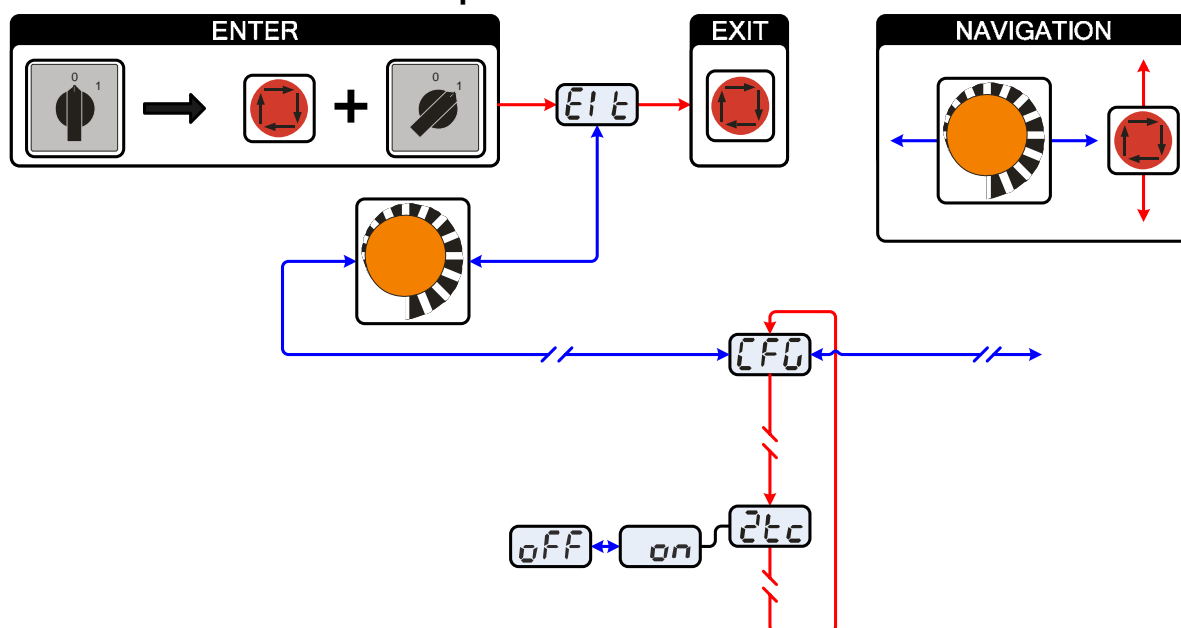 ENTER
EXIT
NAVIGATION
0
1
+
0
1
EIt
CFG
2tc
oFF
on